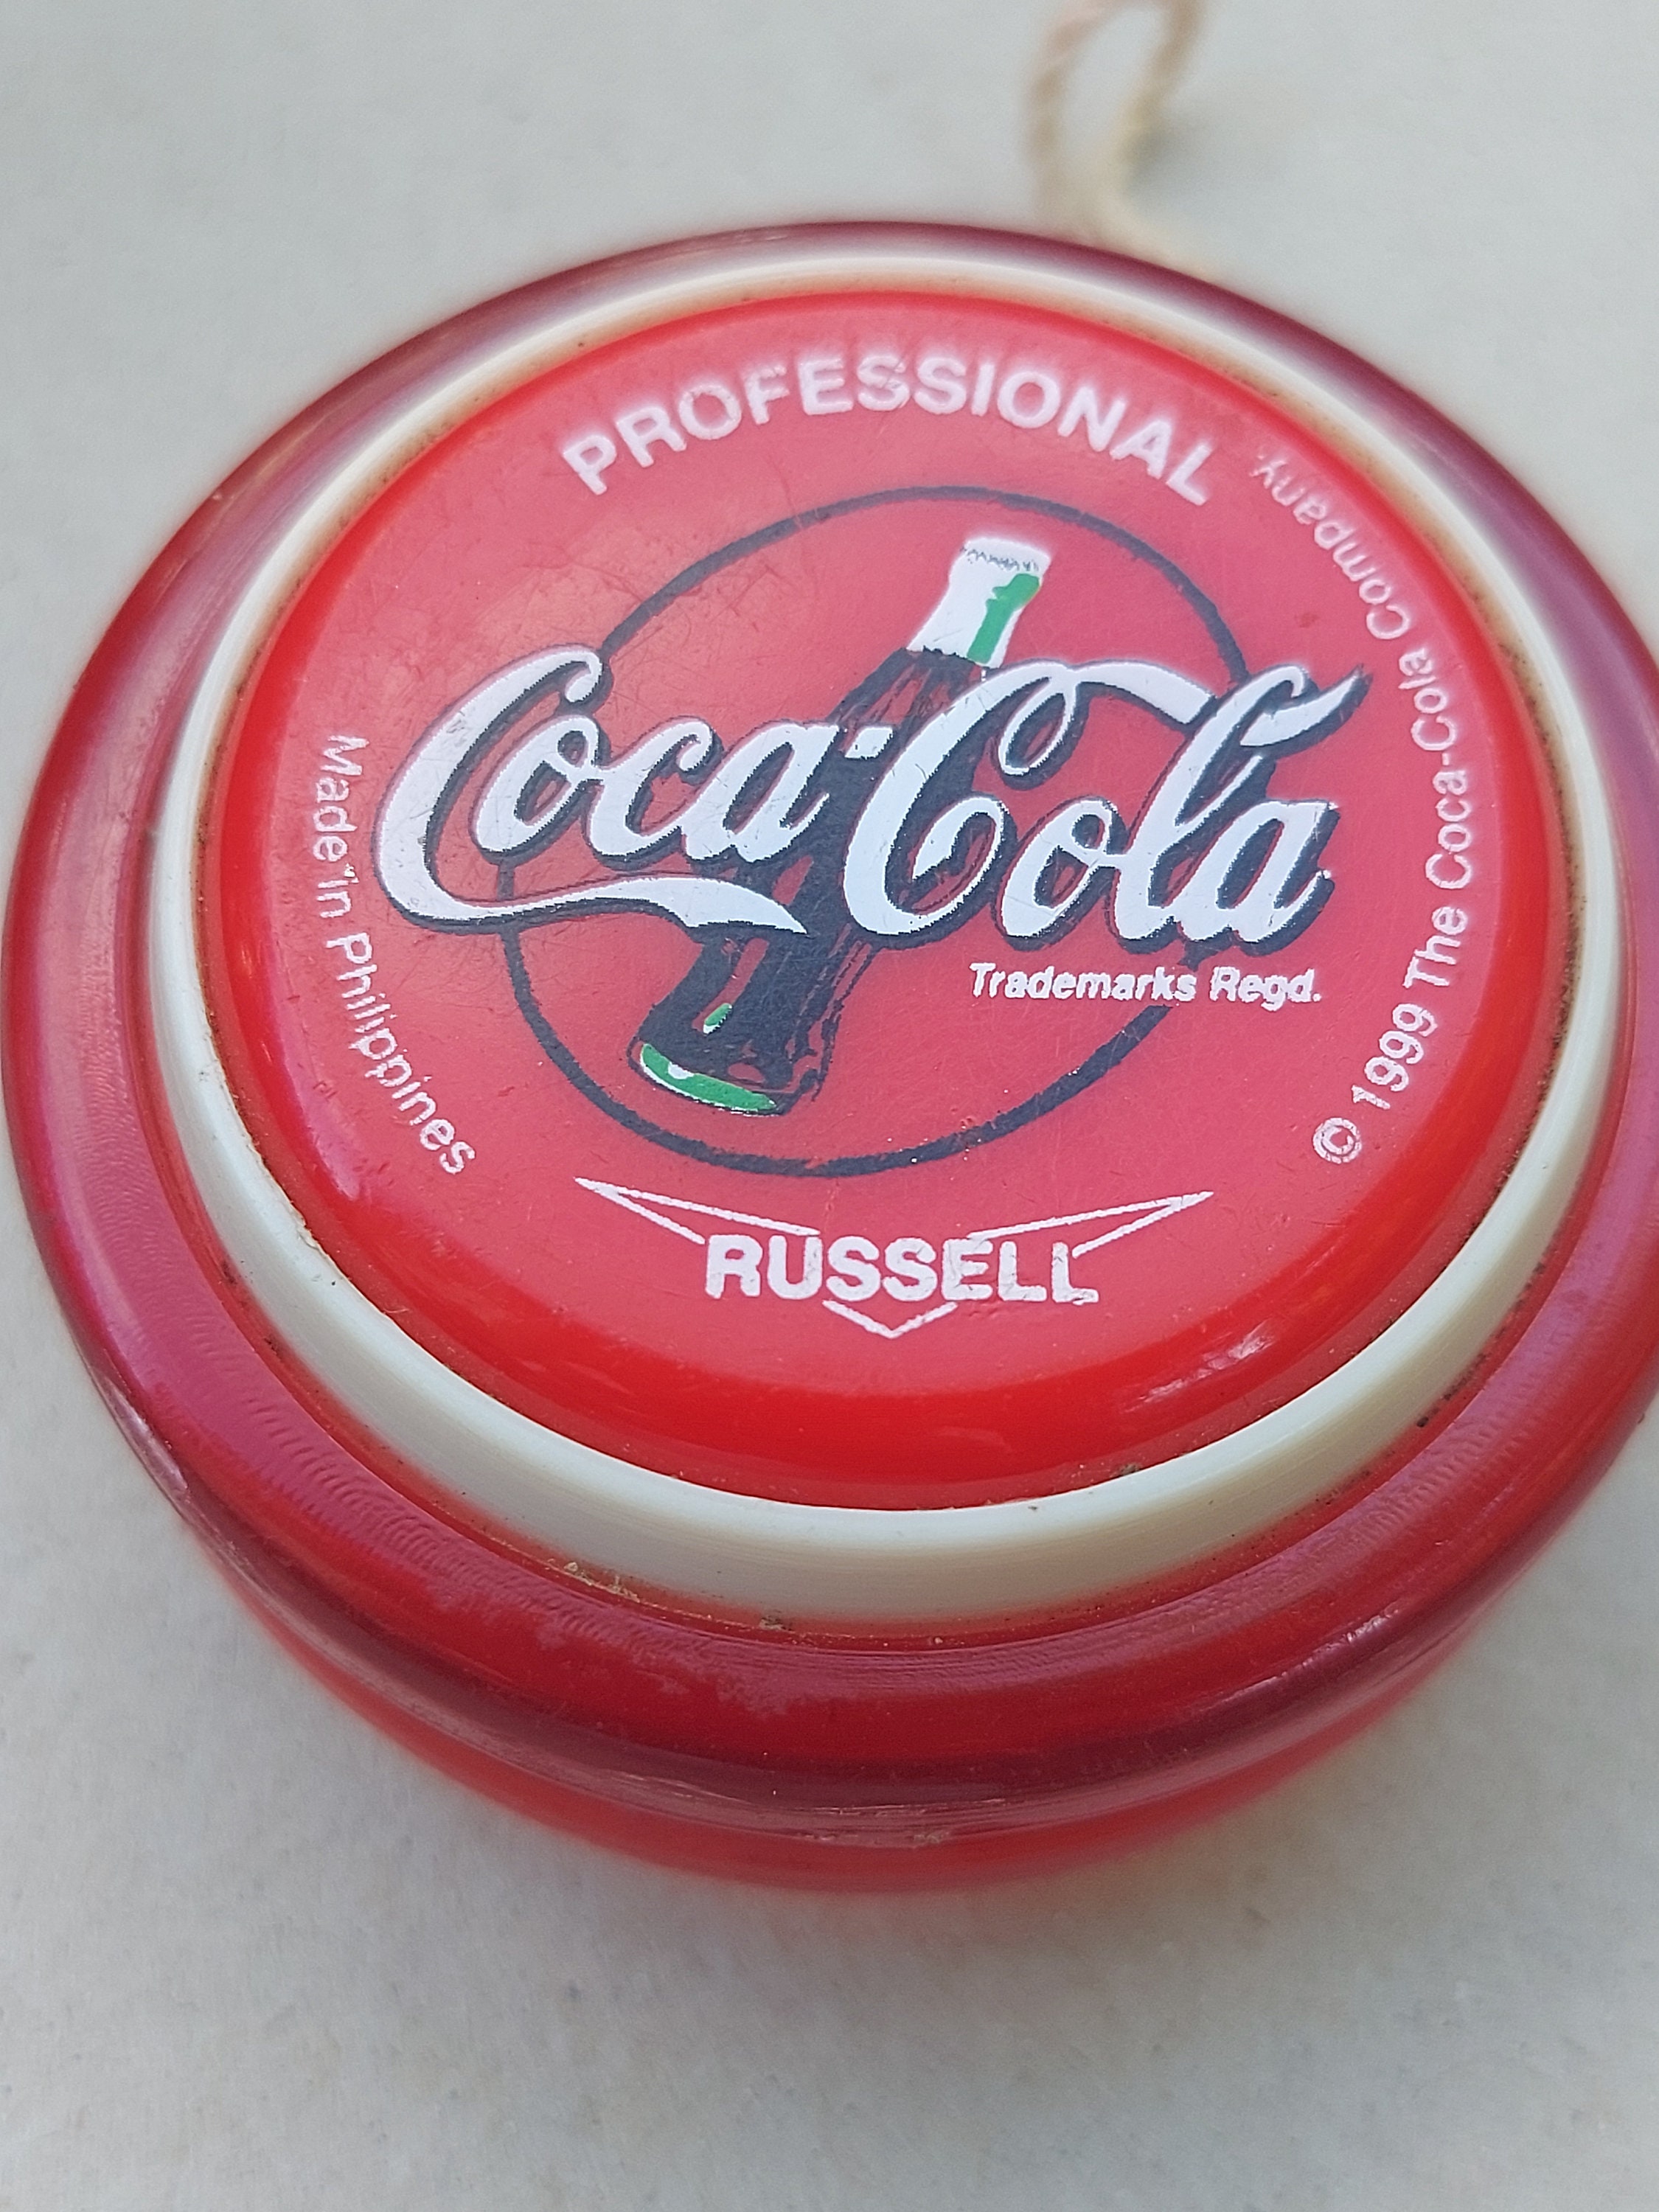 PROFESSIONAL
Coca-Cola
Trademarks Regd.
Made in Philippines
© 1999 The Coca-Cola Company.
RUSSELL